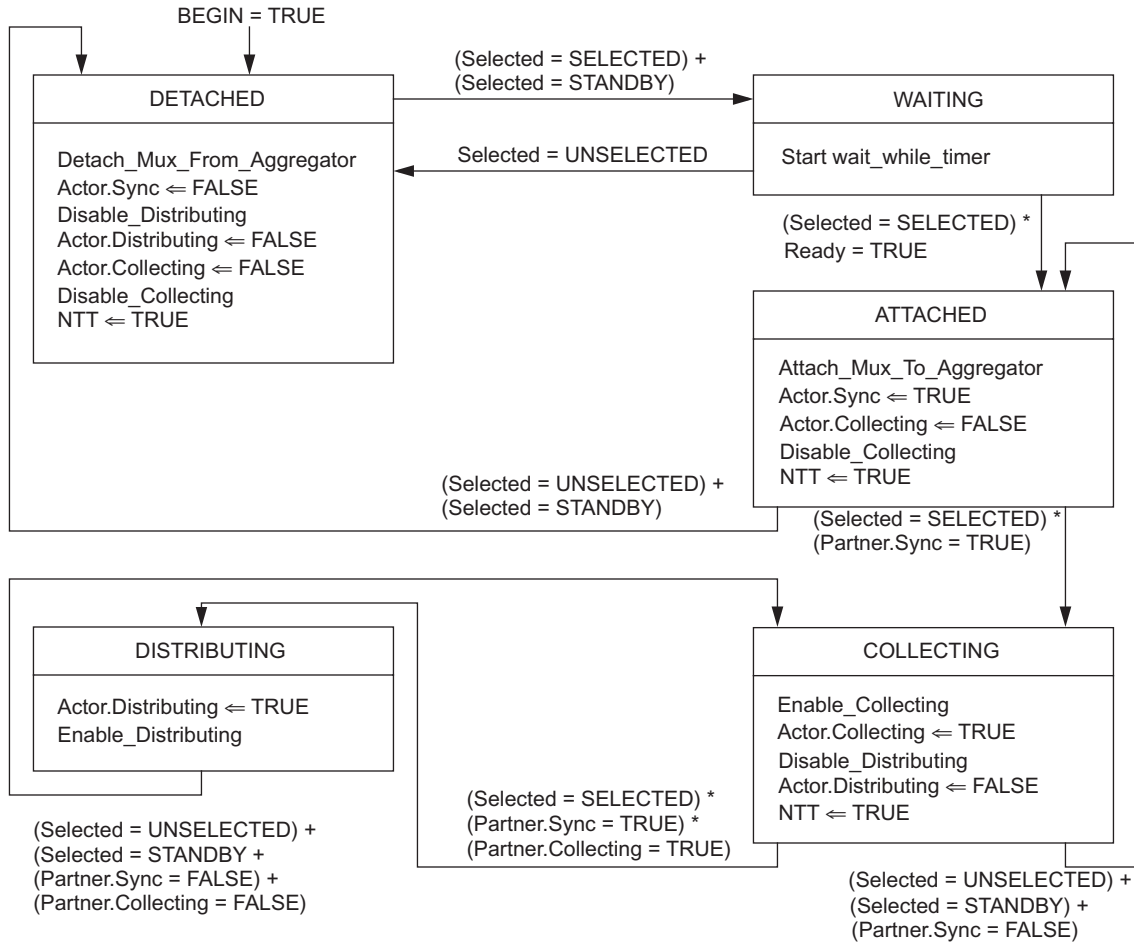 BEGIN = TRUE
(Selected = SELECTED) +
(Selected = STANDBY)
DETACHED
Detach_Mux_From_Aggregator
Actor.Sync ⇐ FALSE
Disable_Distributing
Actor.Distributing ⇐ FALSE
Actor.Collecting ⇐ FALSE
Disable_Collecting
NTT ⇐ TRUE
Selected = UNSELECTED
WAITING
Start wait_while_timer
(Selected = SELECTED) *
Ready = TRUE
ATTACHED
Attach_Mux_To_Aggregator
Actor.Sync ⇐ TRUE
Actor.Collecting ⇐ FALSE
Disable_Collecting
NTT ⇐ TRUE
(Selected = UNSELECTED) +
(Selected = STANDBY)
(Selected = SELECTED) *
(Partner.Sync = TRUE)
DISTRIBUTING
Actor.Distributing ⇐ TRUE
Enable_Distributing
(Selected = UNSELECTED) +
(Selected = STANDBY +
(Partner.Sync = FALSE) +
(Partner.Collecting = FALSE)
(Selected = SELECTED) *
(Partner.Sync = TRUE) *
(Partner.Collecting = TRUE)
COLLECTING
Enable_Collecting
Actor.Collecting ⇐ TRUE
Disable_Distributing
Actor.Distributing ⇐ FALSE
NTT ⇐ TRUE
(Selected = UNSELECTED) +
(Selected = STANDBY) +
(Partner.Sync = FALSE)